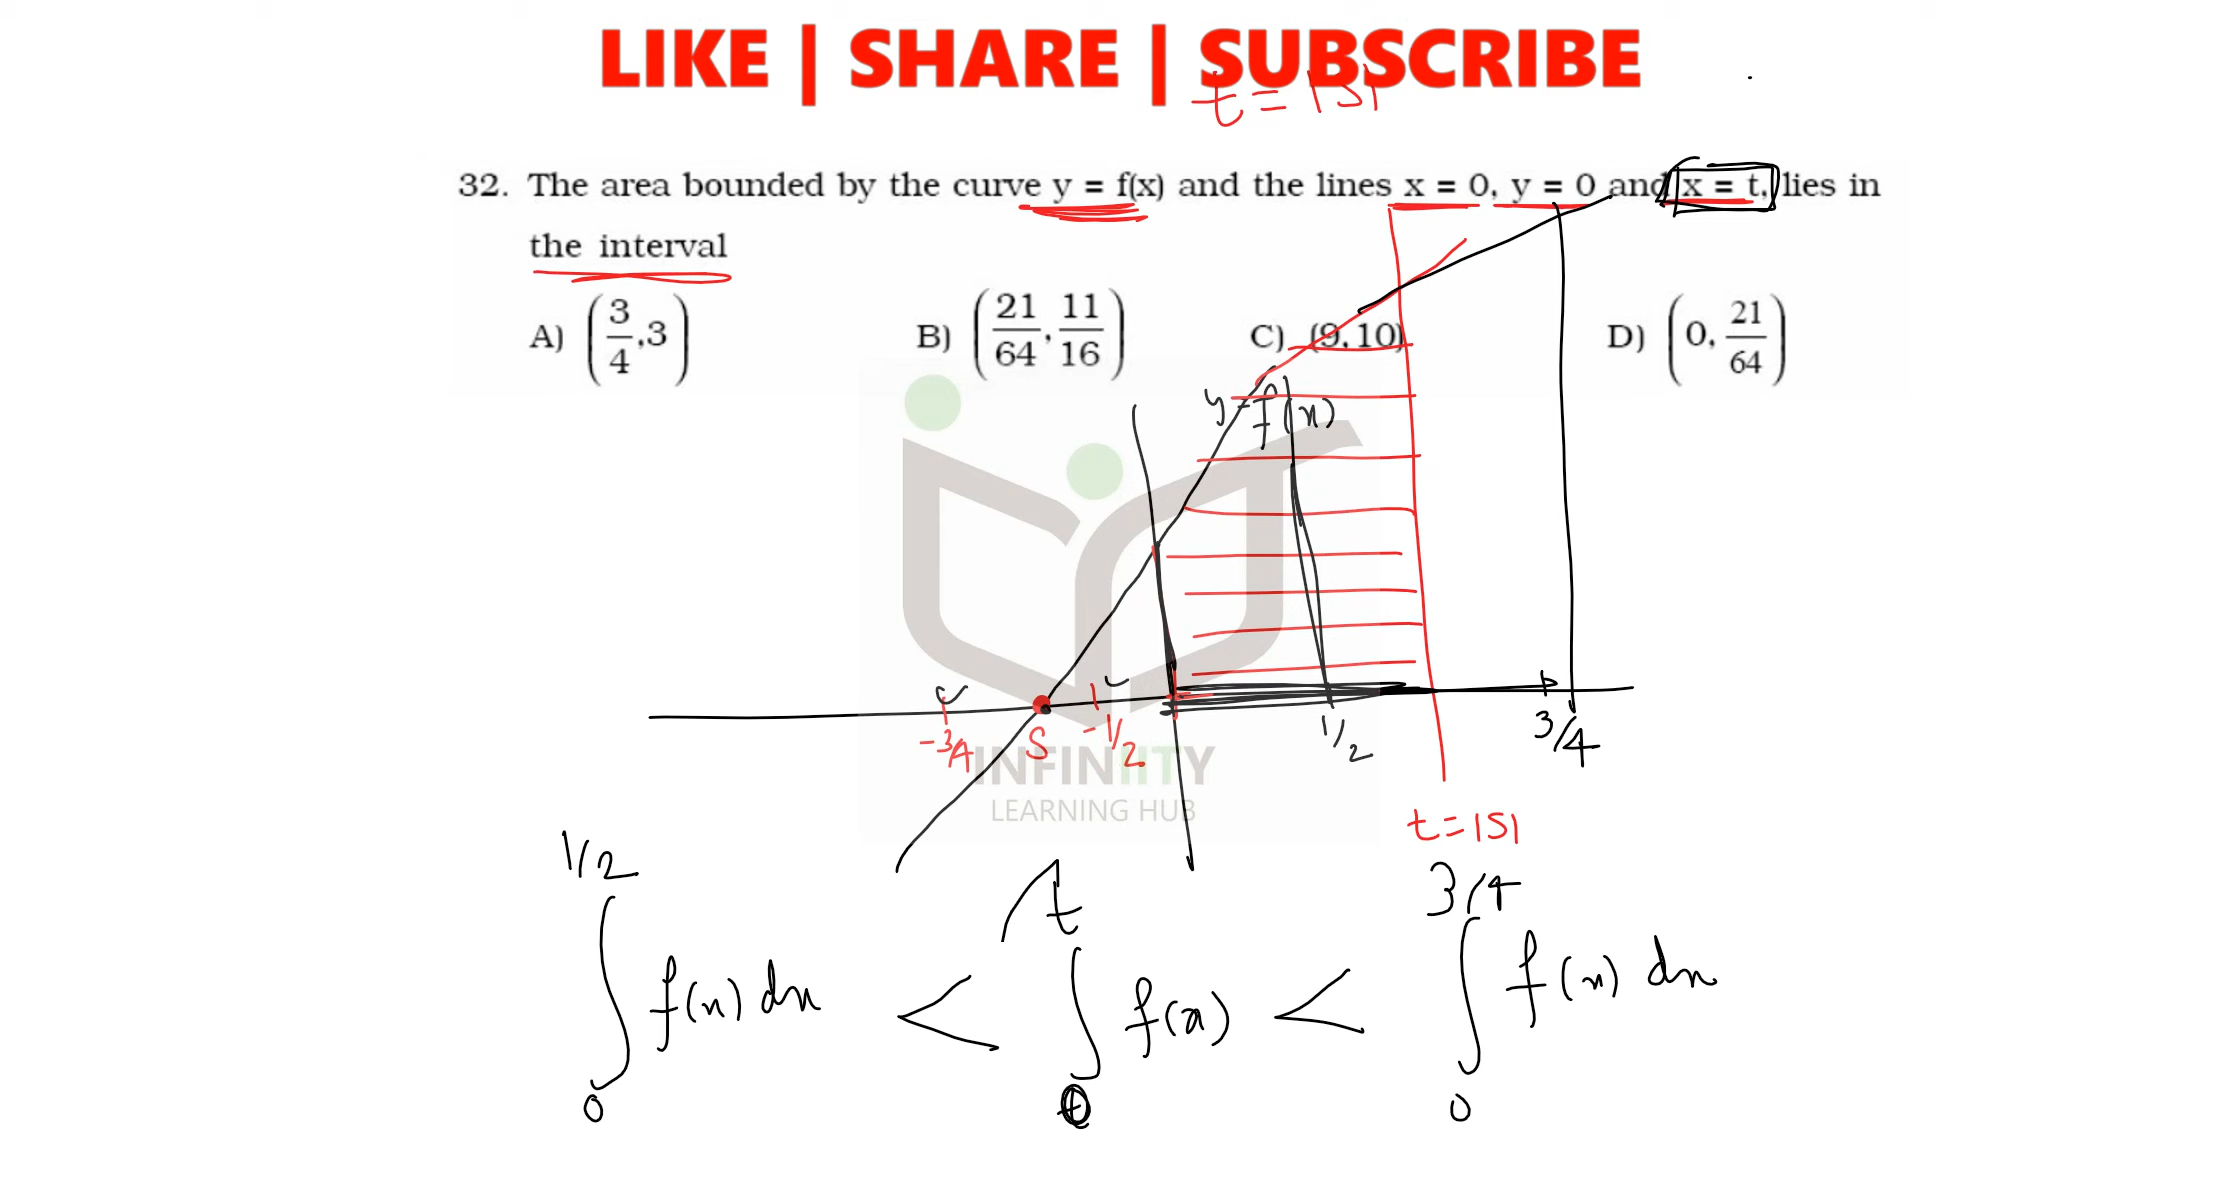 LIKE | SHARE | SUBSCRIBE
t = |S|
32. The area bounded by the curve y = f(x) and the lines x = 0, y = 0 and x = t, lies in
the interval
A) (3/4, 3) B) (21/64, 11/16) C) (9, 10) D) (0, 21/64)
y = f(x)
-3/4 S -1/2 1/2 3/4
INFINIITY
LEARNING HUB
t = |S|
1/2 t 3/4
∫ f(x) dx < ∫ f(x) < ∫ f(x) dx
0 0 0